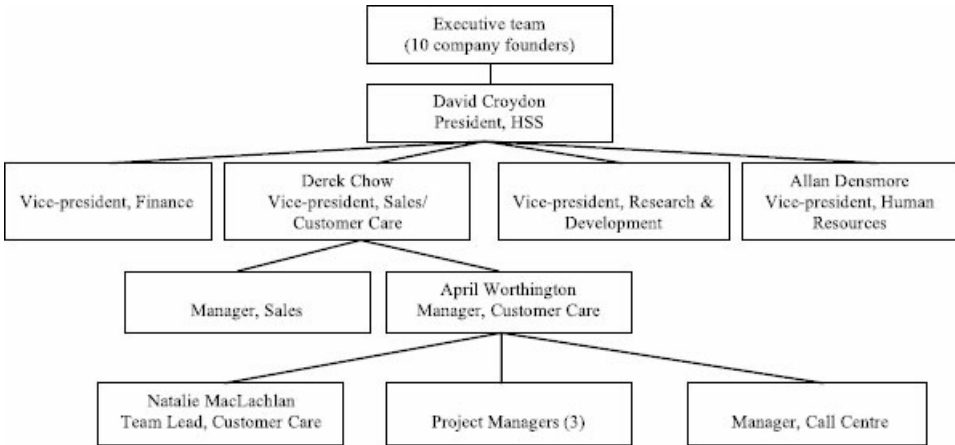 Executive team
(10 company founders)
David Croydon
President, HSS
Vice-president, Finance
Derek Chow
Vice-president, Sales/
Customer Care
Vice-president, Research &
Development
Allan Densmore
Vice-president, Human
Resources
Manager, Sales
April Worthington
Manager, Customer Care
Natalie MacLachlan
Team Lead, Customer Care
Project Managers (3)
Manager, Call Centre